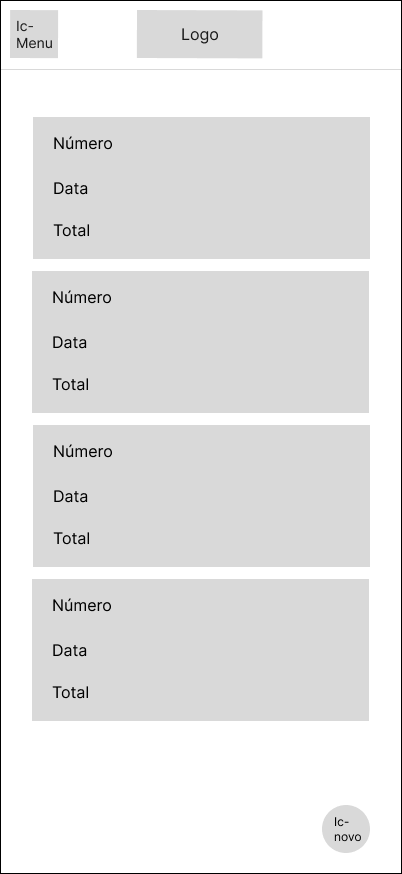 Ic-
Menu
Logo
Número
Data
Total
Número
Data
Total
Número
Data
Total
Número
Data
Total
Ic-
novo